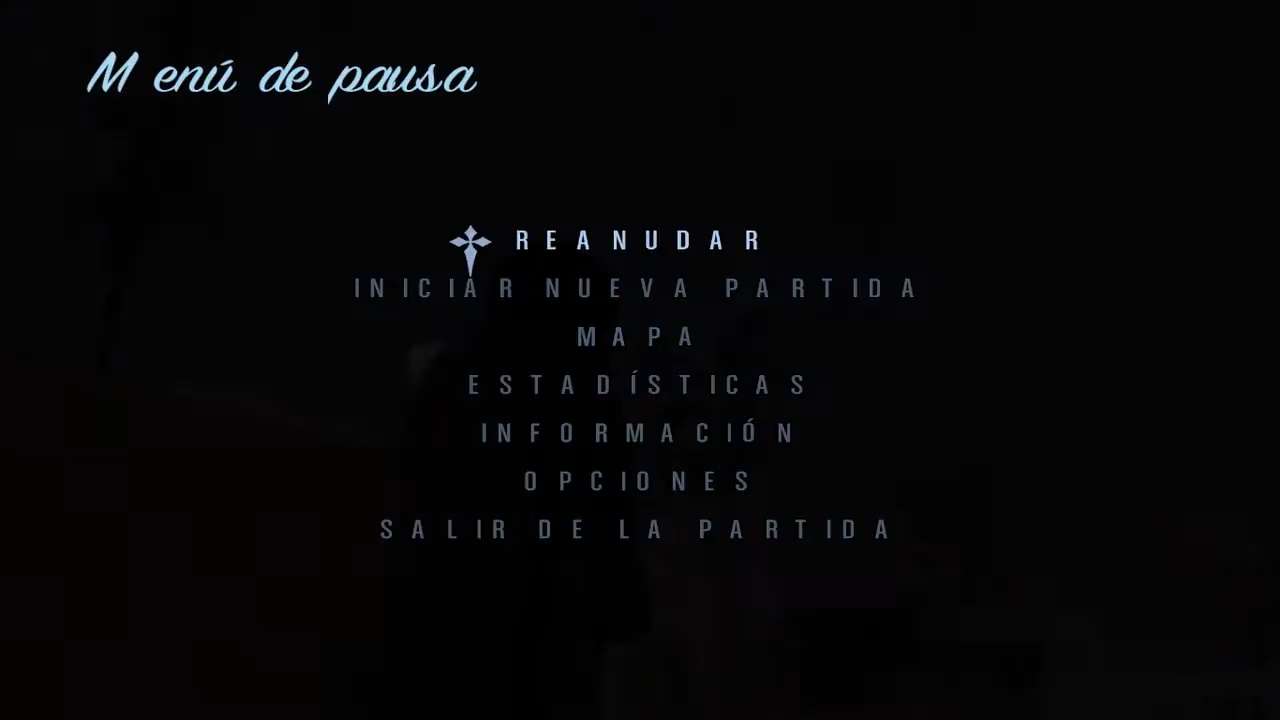 Menú de pausa
REANUDAR
INICIAR NUEVA PARTIDA
MAPA
ESTADÍSTICAS
INFORMACIÓN
OPCIONES
SALIR DE LA PARTIDA